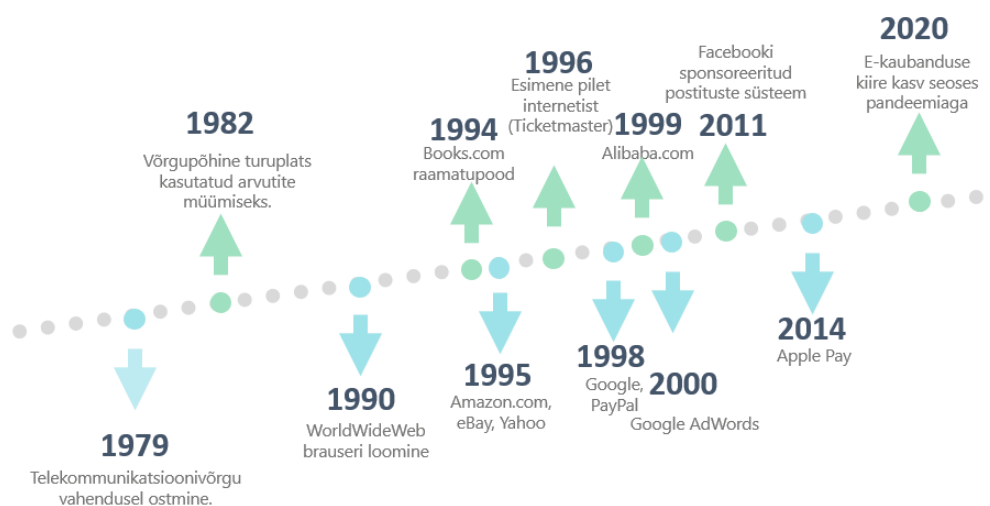 1979
Telekommunikatsioonivõrgu
vahendusel ostmine.
1982
Võrgupõhine turuplats
kasutatud arvutite
müümiseks.
1990
WorldWideWeb
brauseri loomine
1994
Books.com
raamatupood
1995
Amazon.com,
eBay, Yahoo
1996
Esimene pilet
internetist
(Ticketmaster)
1998
Google,
PayPal
1999
Alibaba.com
2000
Google AdWords
Facebooki
sponsoreeritud
postituste süsteem
2011
2014
Apple Pay
2020
E-kaubanduse
kiire kasv seoses
pandeemiaga